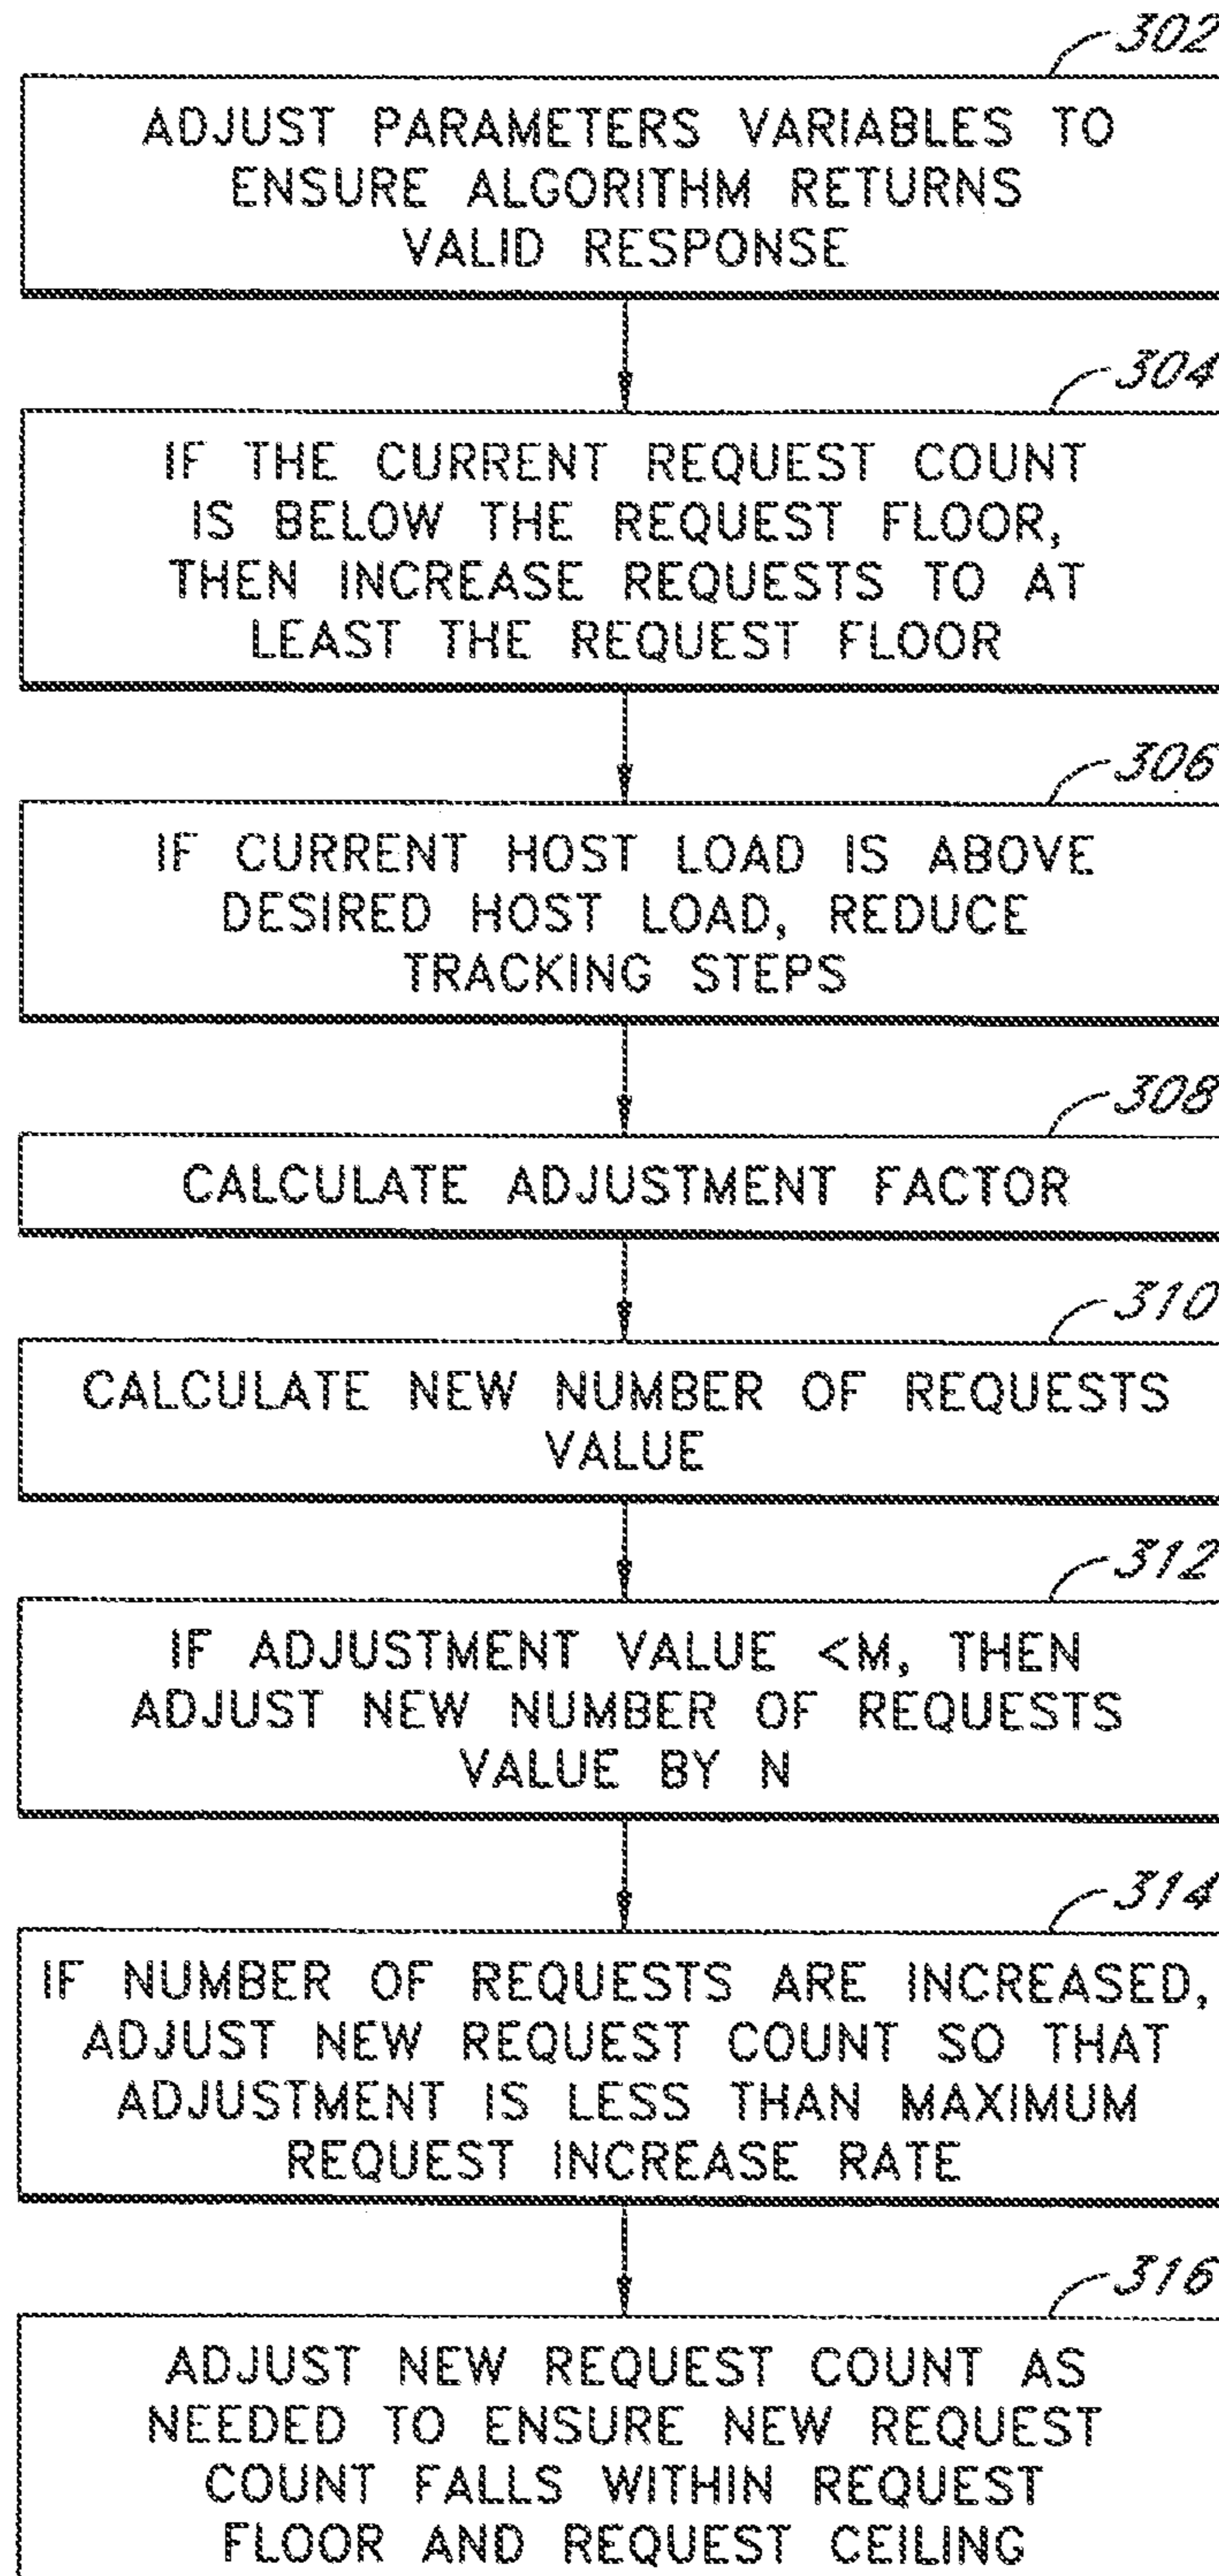 302
ADJUST PARAMETERS VARIABLES TO
ENSURE ALGORITHM RETURNS
VALID RESPONSE
304
IF THE CURRENT REQUEST COUNT
IS BELOW THE REQUEST FLOOR,
THEN INCREASE REQUESTS TO AT
LEAST THE REQUEST FLOOR
306
IF CURRENT HOST LOAD IS ABOVE
DESIRED HOST LOAD, REDUCE
TRACKING STEPS
308
CALCULATE ADJUSTMENT FACTOR
310
CALCULATE NEW NUMBER OF REQUESTS
VALUE
312
IF ADJUSTMENT VALUE <M, THEN
ADJUST NEW NUMBER OF REQUESTS
VALUE BY N
314
IF NUMBER OF REQUESTS ARE INCREASED,
ADJUST NEW REQUEST COUNT SO THAT
ADJUSTMENT IS LESS THAN MAXIMUM
REQUEST INCREASE RATE
316
ADJUST NEW REQUEST COUNT AS
NEEDED TO ENSURE NEW REQUEST
COUNT FALLS WITHIN REQUEST
FLOOR AND REQUEST CEILING